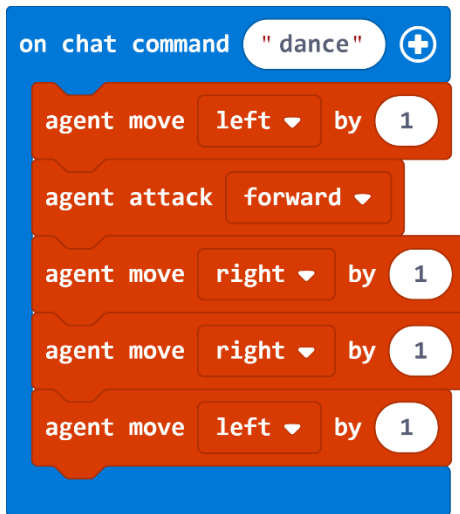 on chat command "dance"
agent move left by 1
agent attack forward
agent move right by 1
agent move right by 1
agent move left by 1